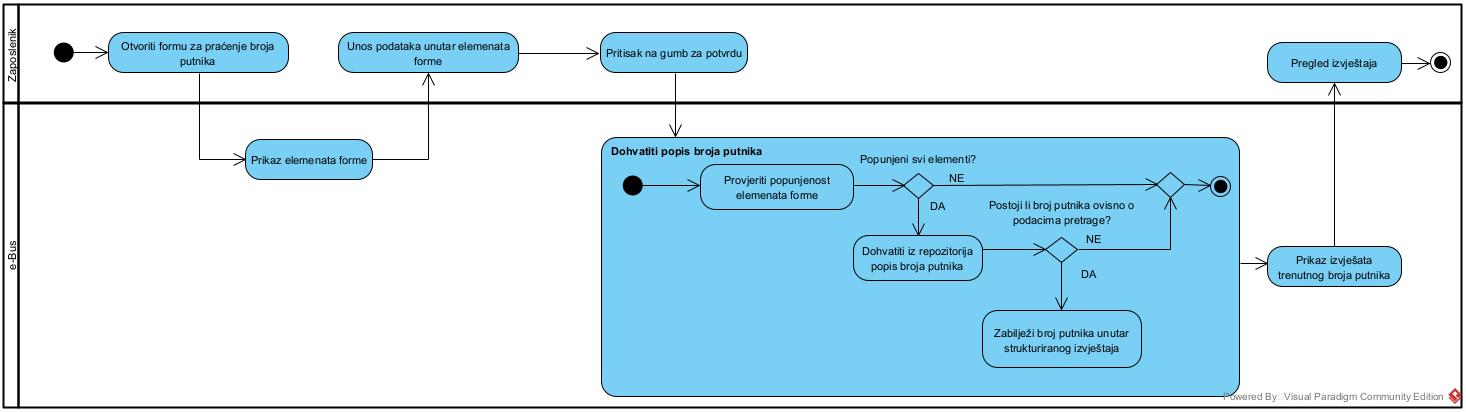 Zaposlenik
Otvoriti formu za praćenje broja
putnika
Unos podataka unutar elemenata
forme
Pritisak na gumb za potvrdu
Pregled izvještaja
e-Bus
Prikaz elemenata forme
Dohvatiti popis broja putnika
Provjeriti popunjenost
elemenata forme
Popunjeni svi elementi?
NE
DA
Dohvatiti iz repozitorija
popis broja putnika
Postoji li broj putnika ovisno o
podacima pretrage?
NE
DA
Zabilježi broj putnika unutar
strukturiranog izvještaja
Prikaz izvješata
trenutnog broja putnika
Powered By Visual Paradigm Community Edition